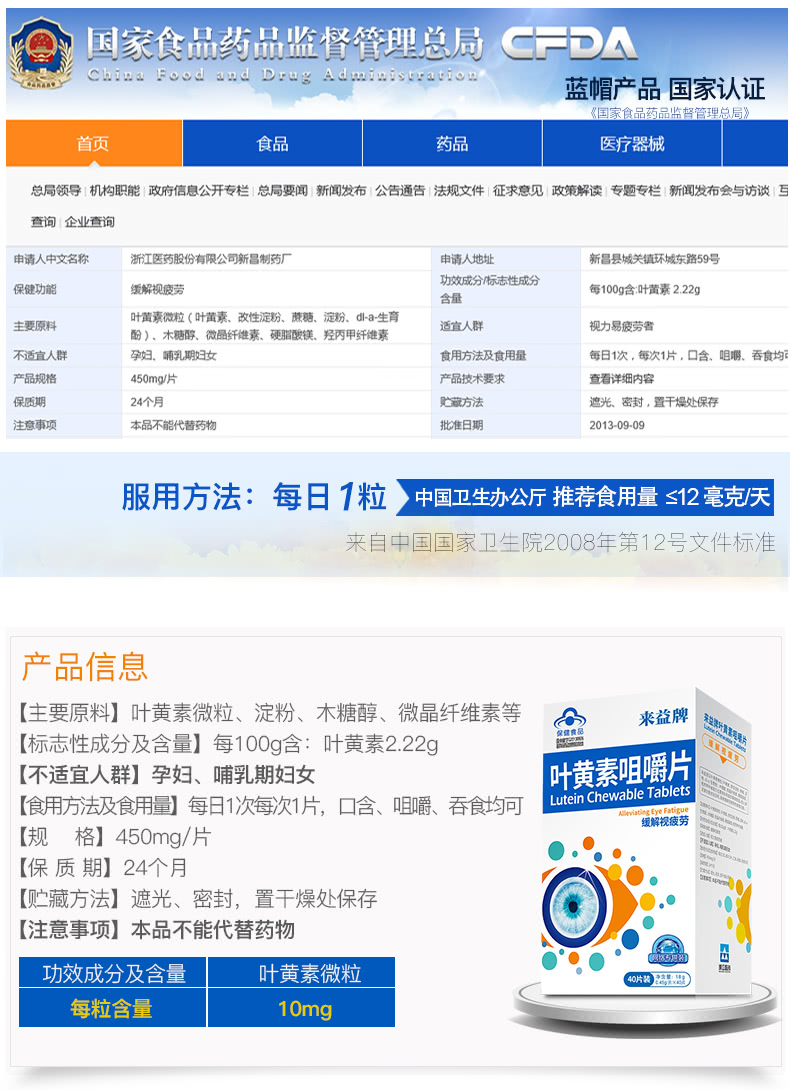 国家食品药品监督管理总局 CFDA
China Food and Drug Administration
蓝帽产品 国家认证
《国家食品药品监督管理总局》
首页 食品 药品 医疗器械
总局领导 | 机构职能 | 政府信息公开专栏 | 总局要闻 | 新闻发布 | 公告通告 | 法规文件 | 征求意见 | 政策解读 | 专题专栏 | 新闻发布会与访谈 | 互
查询 | 企业查询
申请人中文名称 浙江医药股份有限公司新昌制药厂 申请人地址 新昌县城关镇环城东路59号
保健功能 缓解视疲劳 功效成分/标志性成分
含量 每100g含:叶黄素 2.22g
主要原料 叶黄素微粒（叶黄素、改性淀粉、蔗糖、淀粉、dl-a-生育
酚）、木糖醇、微晶纤维素、硬脂酸镁、羟丙甲纤维素 适宜人群 视力易疲劳者
不适宜人群 孕妇、哺乳期妇女 食用方法及食用量 每日1次，每次1片，口含、咀嚼、吞食均可
产品规格 450mg/片 产品技术要求 查看详细内容
保质期 24个月 贮藏方法 遮光、密封，置干燥处保存
注意事项 本品不能代替药物 批准日期 2013-09-09
服用方法：每日1粒 中国卫生办公厅 推荐食用量 ≤12 毫克/天
来自中国国家卫生院2008年第12号文件标准
产品信息
【主要原料】叶黄素微粒、淀粉、木糖醇、微晶纤维素等
【标志性成分及含量】每100g含：叶黄素2.22g
【不适宜人群】孕妇、哺乳期妇女
【食用方法及食用量】每日1次每次1片，口含、咀嚼、吞食均可
【规 格】450mg/片
【保 质 期】24个月
【贮藏方法】遮光、密封，置干燥处保存
【注意事项】本品不能代替药物
功效成分及含量 叶黄素微粒
每粒含量 10mg
保健食品
来益牌
叶黄素咀嚼片
Lutein Chewable Tablets
Alleviating Eye Fatigue
缓解视疲劳
40片装 净含量：18g
0.45g/片×40片
来益牌叶黄素咀嚼片
Lutein Chewable Tablets
缓解视疲劳